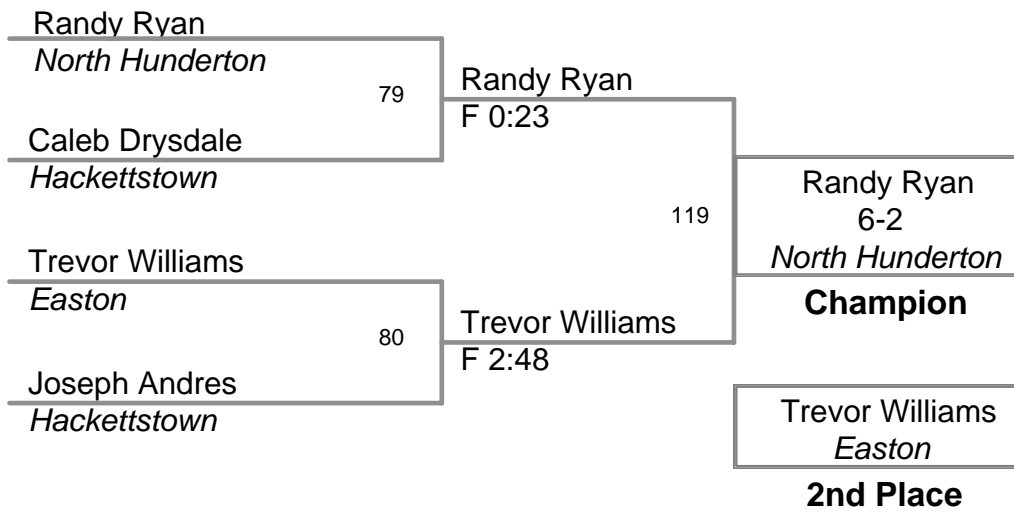 Randy Ryan
North Hunderton
79
Randy Ryan
F 0:23
Caleb Drysdale
Hackettstown
119
Randy Ryan
6-2
North Hunderton
Champion
Trevor Williams
Easton
80
Trevor Williams
F 2:48
Joseph Andres
Hackettstown
Trevor Williams
Easton
2nd Place